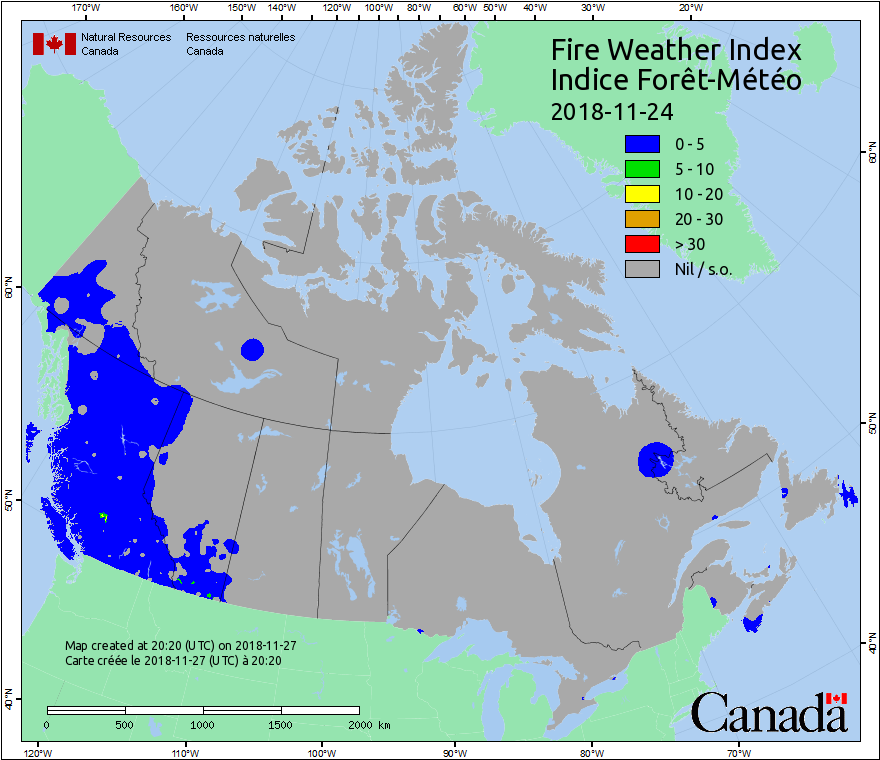 170°W 160°W 150°W 140°W 130°W 120°W 110°W 100°W 90°W 80°W 60°W 50°W 40°W 30°W 20°W
Natural Resources Ressources naturelles
Canada Canada
Fire Weather Index
Indice Forêt-Météo
2018-11-24
0 - 5
5 - 10
10 - 20
20 - 30
> 30
Nil / s.o.
60°N
60°N
50°N
50°N
40°N
40°N
Map created at 20:20 (UTC) on 2018-11-27
Carte créée le 2018-11-27 (UTC) à 20:20
0 500 1000 1500 2000 km
Canada
120°W 110°W 100°W 90°W 80°W 70°W